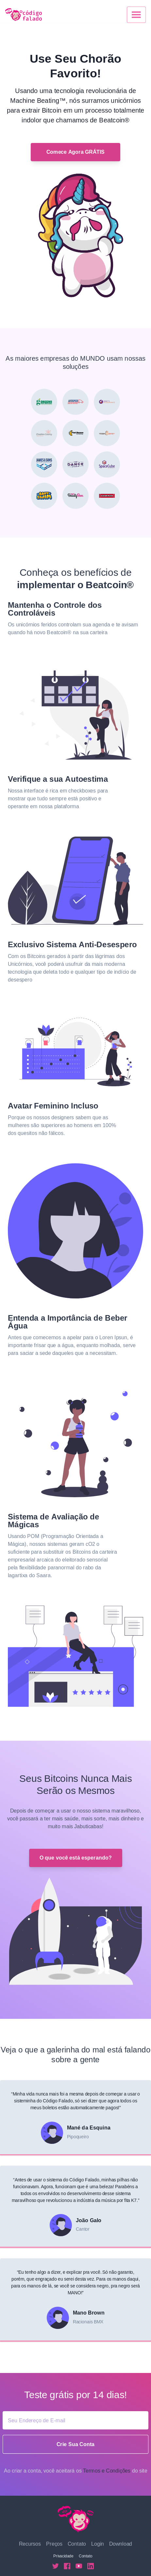 código
falado
Use Seu Chorão
Favorito!
Usando uma tecnologia revolucionária de
Machine Beating™, nós surramos unicórnios
para extrair Bitcoin em um processo totalmente
indolor que chamamos de Beatcoin®
Comece Agora GRÁTIS
As maiores empresas do MUNDO usam nossas
soluções
Conheça os benefícios de
implementar o Beatcoin®
Mantenha o Controle dos
Controláveis
Os unicórnios feridos controlam sua agenda e te avisam
quando há novo Beatcoin® na sua carteira
Verifique a sua Autoestima
Nossa interface é rica em checkboxes para
mostrar que tudo sempre está positivo e
operante em nossa plataforma
Exclusivo Sistema Anti-Desespero
Com os Bitcoins gerados à partir das lágrimas dos
Unicórnios, você poderá usufruir da mais moderna
tecnologia que detecta todo e qualquer tipo de indício de
desespero
Avatar Feminino Incluso
Porque os nossos designers sabem que as
mulheres são superiores ao homens em 100%
dos quesitos não fálicos.
Entenda a Importância de Beber
Água
Antes que comecemos a apelar para o Lorem Ipsun, é
importante frisar que a água, enquanto molhada, serve
para saciar a sede daqueles que a necessitam.
Sistema de Avaliação de
Mágicas
Usando POM (Programação Orientada a
Mágica), nossos sistemas geram cO2 o
suficiente para substituir os Bitcoins da carteira
empresarial arcaica do eleitorado sensorial
pela flexibilidade passional da
tabacaria do Saara.
Seus Bitcoins Nunca Mais
Serão os Mesmos
Depois de começar a usar o nosso sistema maravilhoso,
você passará a ter mais saúde, mais sorte, mais dinheiro e
muito mais Jabuticabas!
O que você está esperando?
Veja o que a galerinha do mal está falando
sobre a gente
"Minha vida nunca mais foi a mesma depois de começar a usar o
sisteminha do Código Falado, só vei dizer que agora todos os
meus boletos estão automaticamente pagos!"
Mané da Esquina
Pipoqueiro
"Antes de usar o sistema do Código Falado, minhas pilhas não
funcionavam. Agora, funcionam que é uma beleza! Parabéns a
todos os envolvidos no desenvolvimento desse sistema
maravilhoso que revolucionou a indústria da música por fita K7."
João Galo
Cantor
"Eu tenho algo a dizer, e explicar para você. Só não garanto,
porém, que engraçado eu serei desta vez. Para os manos daqui,
para os manos de lá, se você se considera negro, pro negro será
MANO!"
Mano Brown
Racionais BMX
Teste grátis por 14 dias!
Seu Endereço de E-mail
Crie Sua Conta
Ao criar a conta, você aceitará os Termos e Condições do site
Recursos Preços Contato Login Download
Privacidade Contato